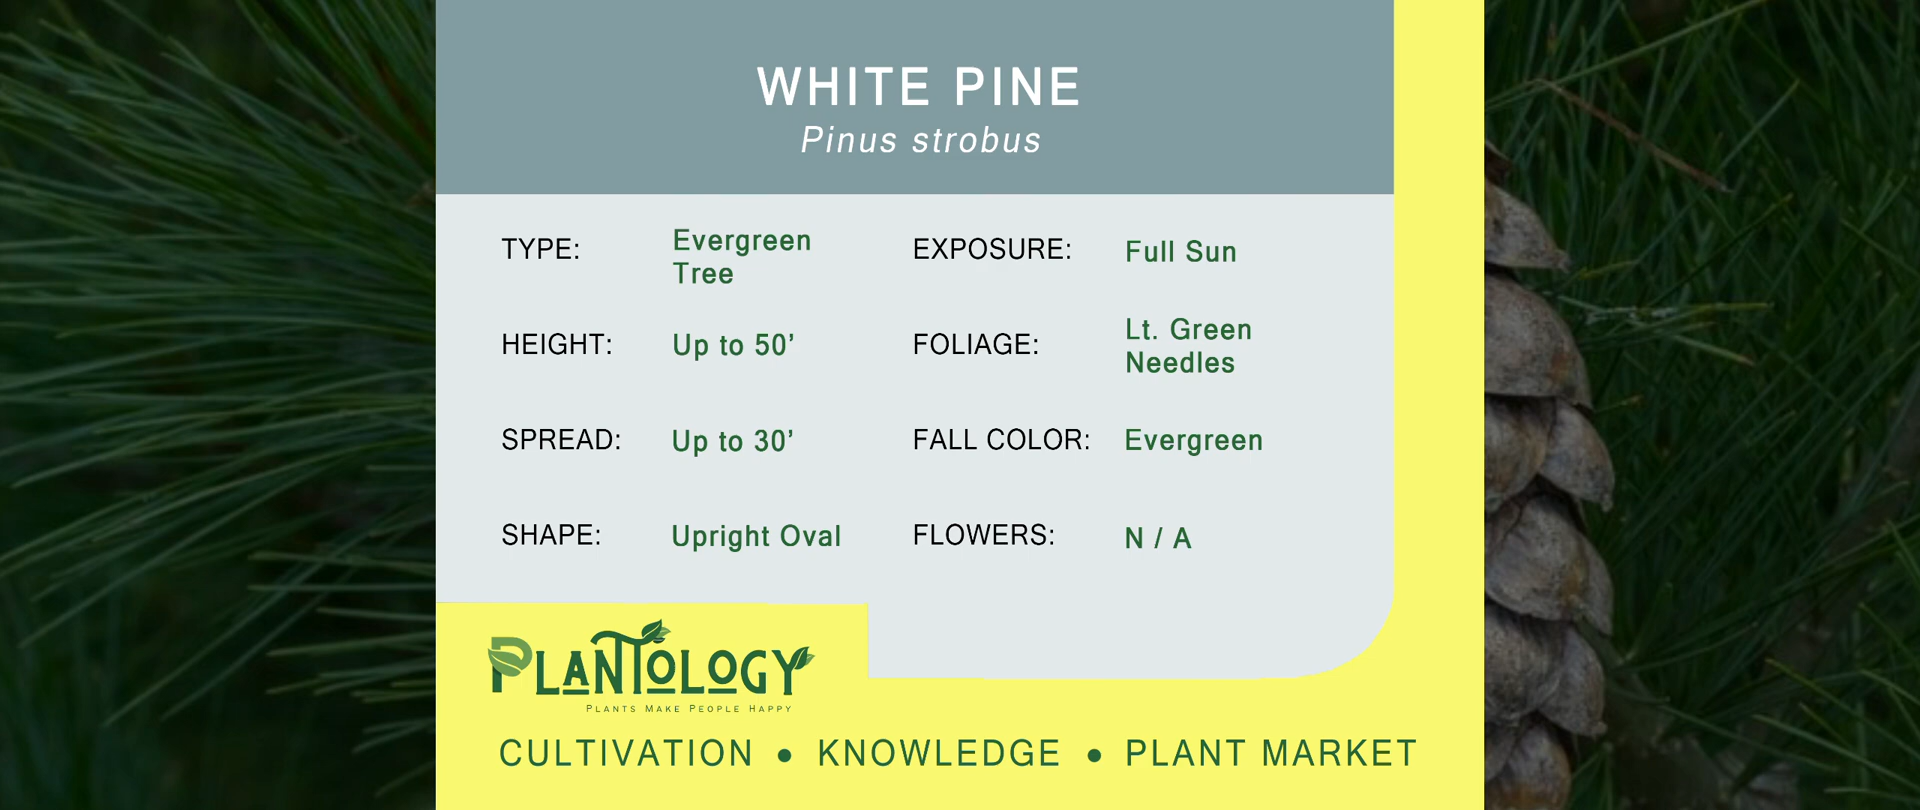 WHITE PINE
Pinus strobus
TYPE: Evergreen Tree
EXPOSURE: Full Sun
HEIGHT: Up to 50’
FOLIAGE: Lt. Green Needles
SPREAD: Up to 30’
FALL COLOR: Evergreen
SHAPE: Upright Oval
FLOWERS: N / A
PLANTOLOGY
PLANTS MAKE PEOPLE HAPPY
CULTIVATION • KNOWLEDGE • PLANT MARKET